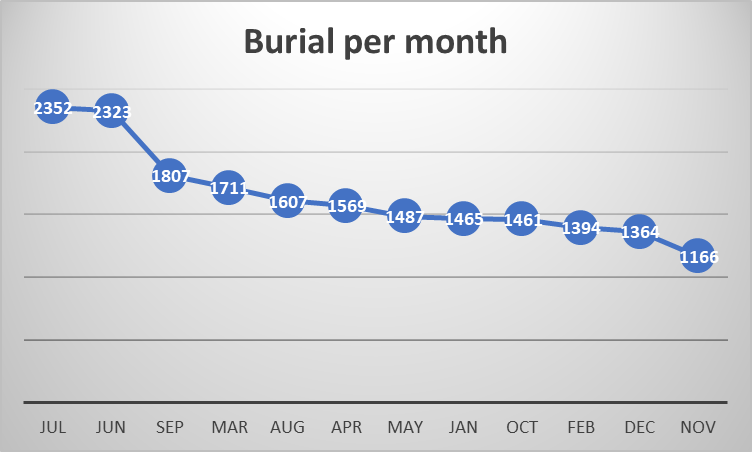 Burial per month
2352 2323 1807 1711 1607 1569 1487 1465 1461 1394 1364 1166
JUL JUN SEP MAR AUG APR MAY JAN OCT FEB DEC NOV